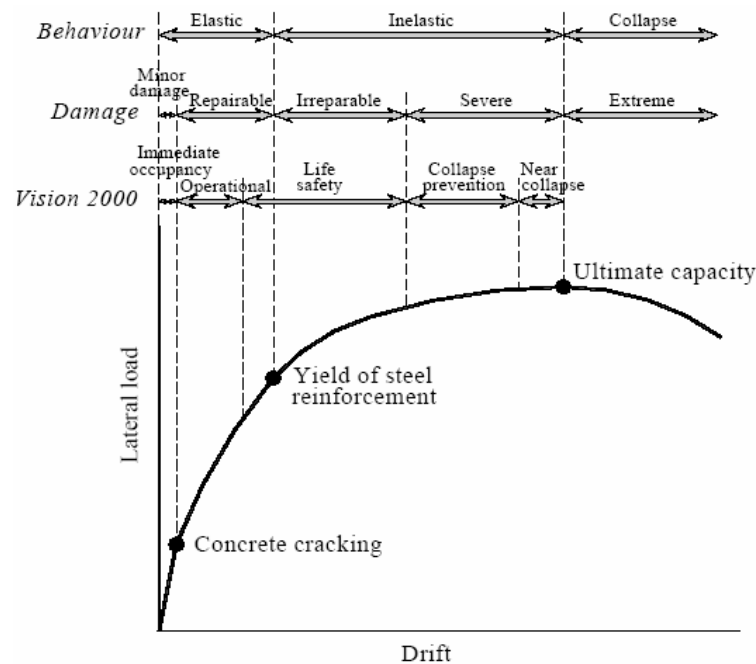 Behaviour
Elastic
Inelastic
Collapse
Damage
Minor
damage
Repairable
Irreparable
Severe
Extreme
Vision 2000
Immediate
occupancy
Operational
Life
safety
Collapse
prevention
Near
collapse
Ultimate capacity
Yield of steel
reinforcement
Concrete cracking
Lateral load
Drift